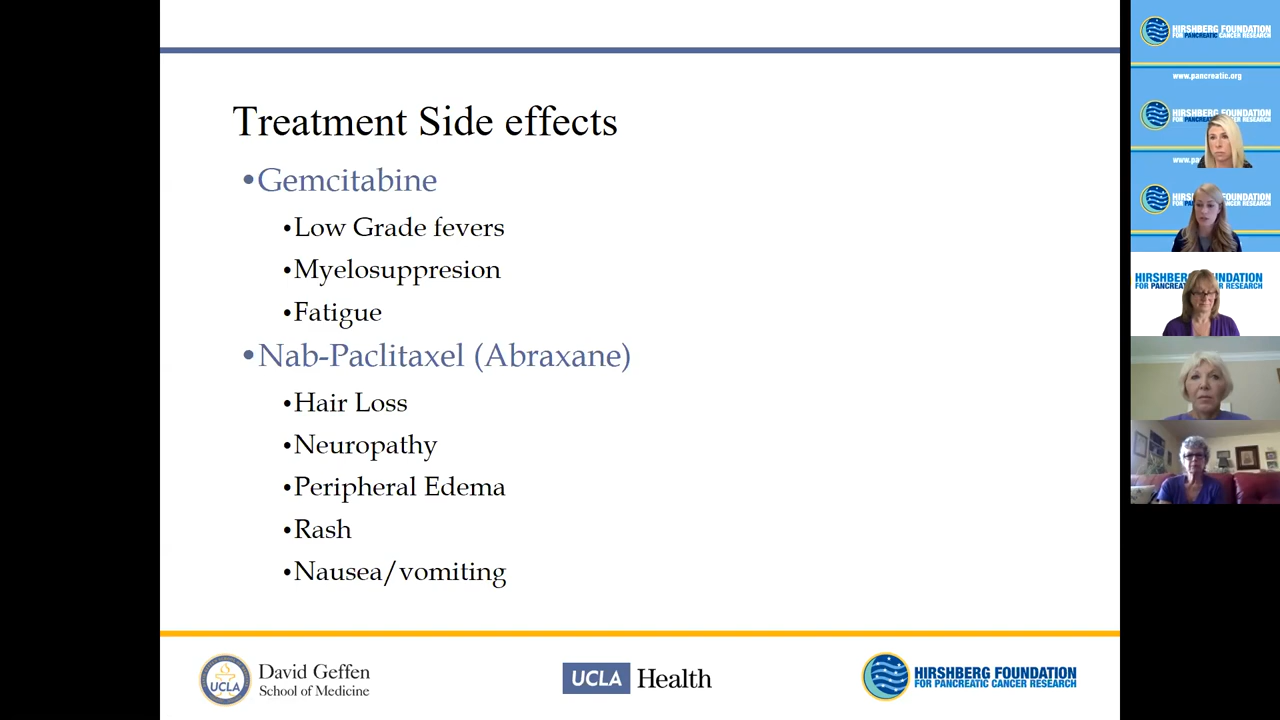 Treatment Side effects
•Gemcitabine
•Low Grade fevers
•Myelosuppresion
•Fatigue
•Nab-Paclitaxel (Abraxane)
•Hair Loss
•Neuropathy
•Peripheral Edema
•Rash
•Nausea/vomiting
UCLA
David Geffen
School of Medicine
UCLA Health
HIRSHBERG FOUNDATION
FOR PANCREATIC CANCER RESEARCH
HIRSHBERG FOUNDATION
FOR PANCREATIC CANCER RESEARCH
www.pancreatic.org
HIRSHBERG FOUNDATION
www.pa